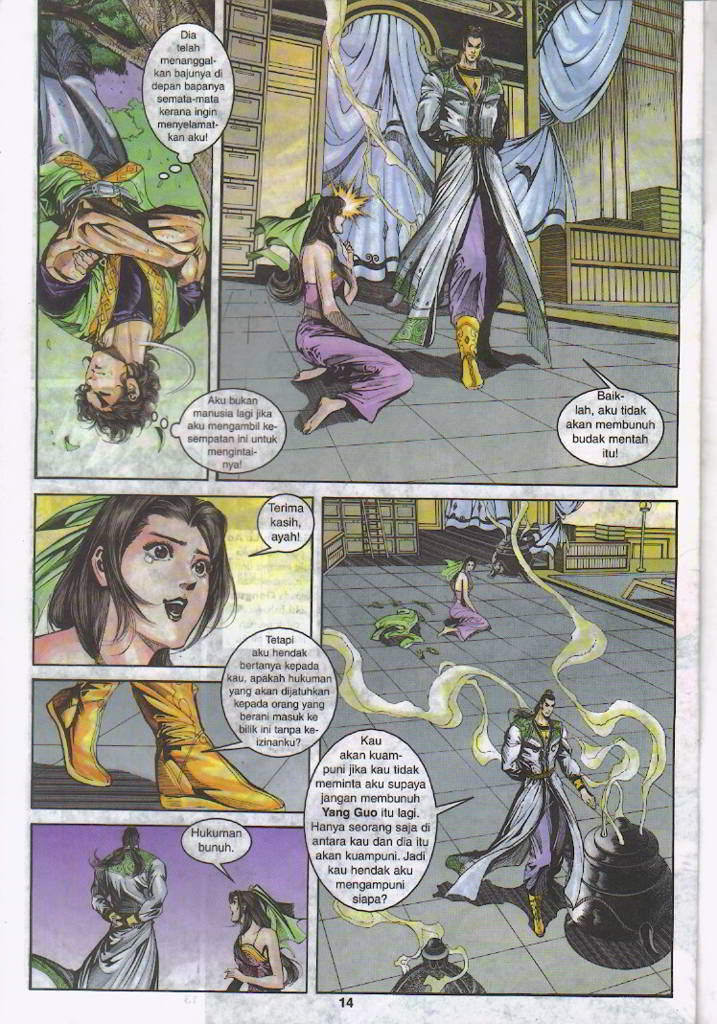 Dia
telah
menanggal-
kan bajunya di
depan bapanya
semata-mata
kerana ingin
menyelamat-
kan aku!
Aku bukan
manusia lagi jika
aku mengambil ke-
sempatan ini untuk
mengintai-
nya!
Baik-
lah, aku tidak
akan membunuh
budak mentah
itu!
Terima
kasih,
ayah!
Tetapi
aku hendak
bertanya kepada
kau, apakah hukuman
yang akan dijatuhkan
kepada orang yang
berani masuk ke
bilik ini tanpa ke-
izinanku?
Hukuman
bunuh.
Kau
akan kuam-
puni jika kau tidak
meminta aku supaya
jangan membunuh
Yang Guo itu lagi.
Hanya seorang saja di
antara kau dan dia itu
akan kuampuni. Jadi
kau hendak aku
mengampuni
siapa?
14